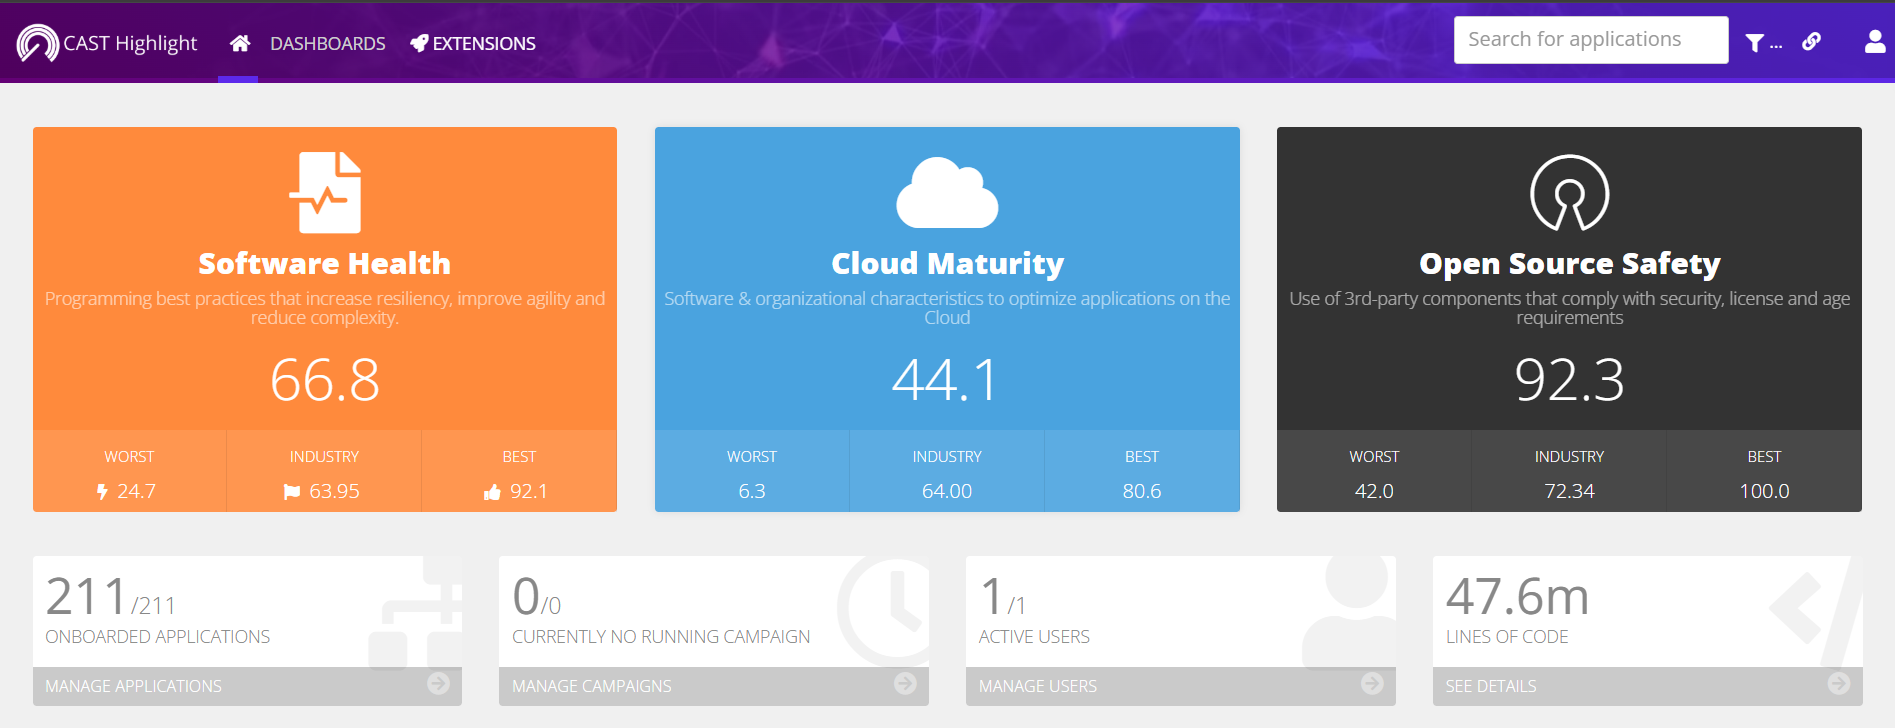 CAST Highlight
DASHBOARDS
EXTENSIONS
Search for applications
...
Software Health
Programming best practices that increase resiliency, improve agility and
reduce complexity.
66.8
WORST
INDUSTRY
BEST
24.7
63.95
92.1
Cloud Maturity
Software & organizational characteristics to optimize applications on the
Cloud
44.1
WORST
INDUSTRY
BEST
6.3
64.00
80.6
Open Source Safety
Use of 3rd-party components that comply with security, license and age
requirements
92.3
WORST
INDUSTRY
BEST
42.0
72.34
100.0
211/211
ONBOARDED APPLICATIONS
MANAGE APPLICATIONS
0/0
CURRENTLY NO RUNNING CAMPAIGN
MANAGE CAMPAIGNS
1/1
ACTIVE USERS
MANAGE USERS
47.6m
LINES OF CODE
SEE DETAILS